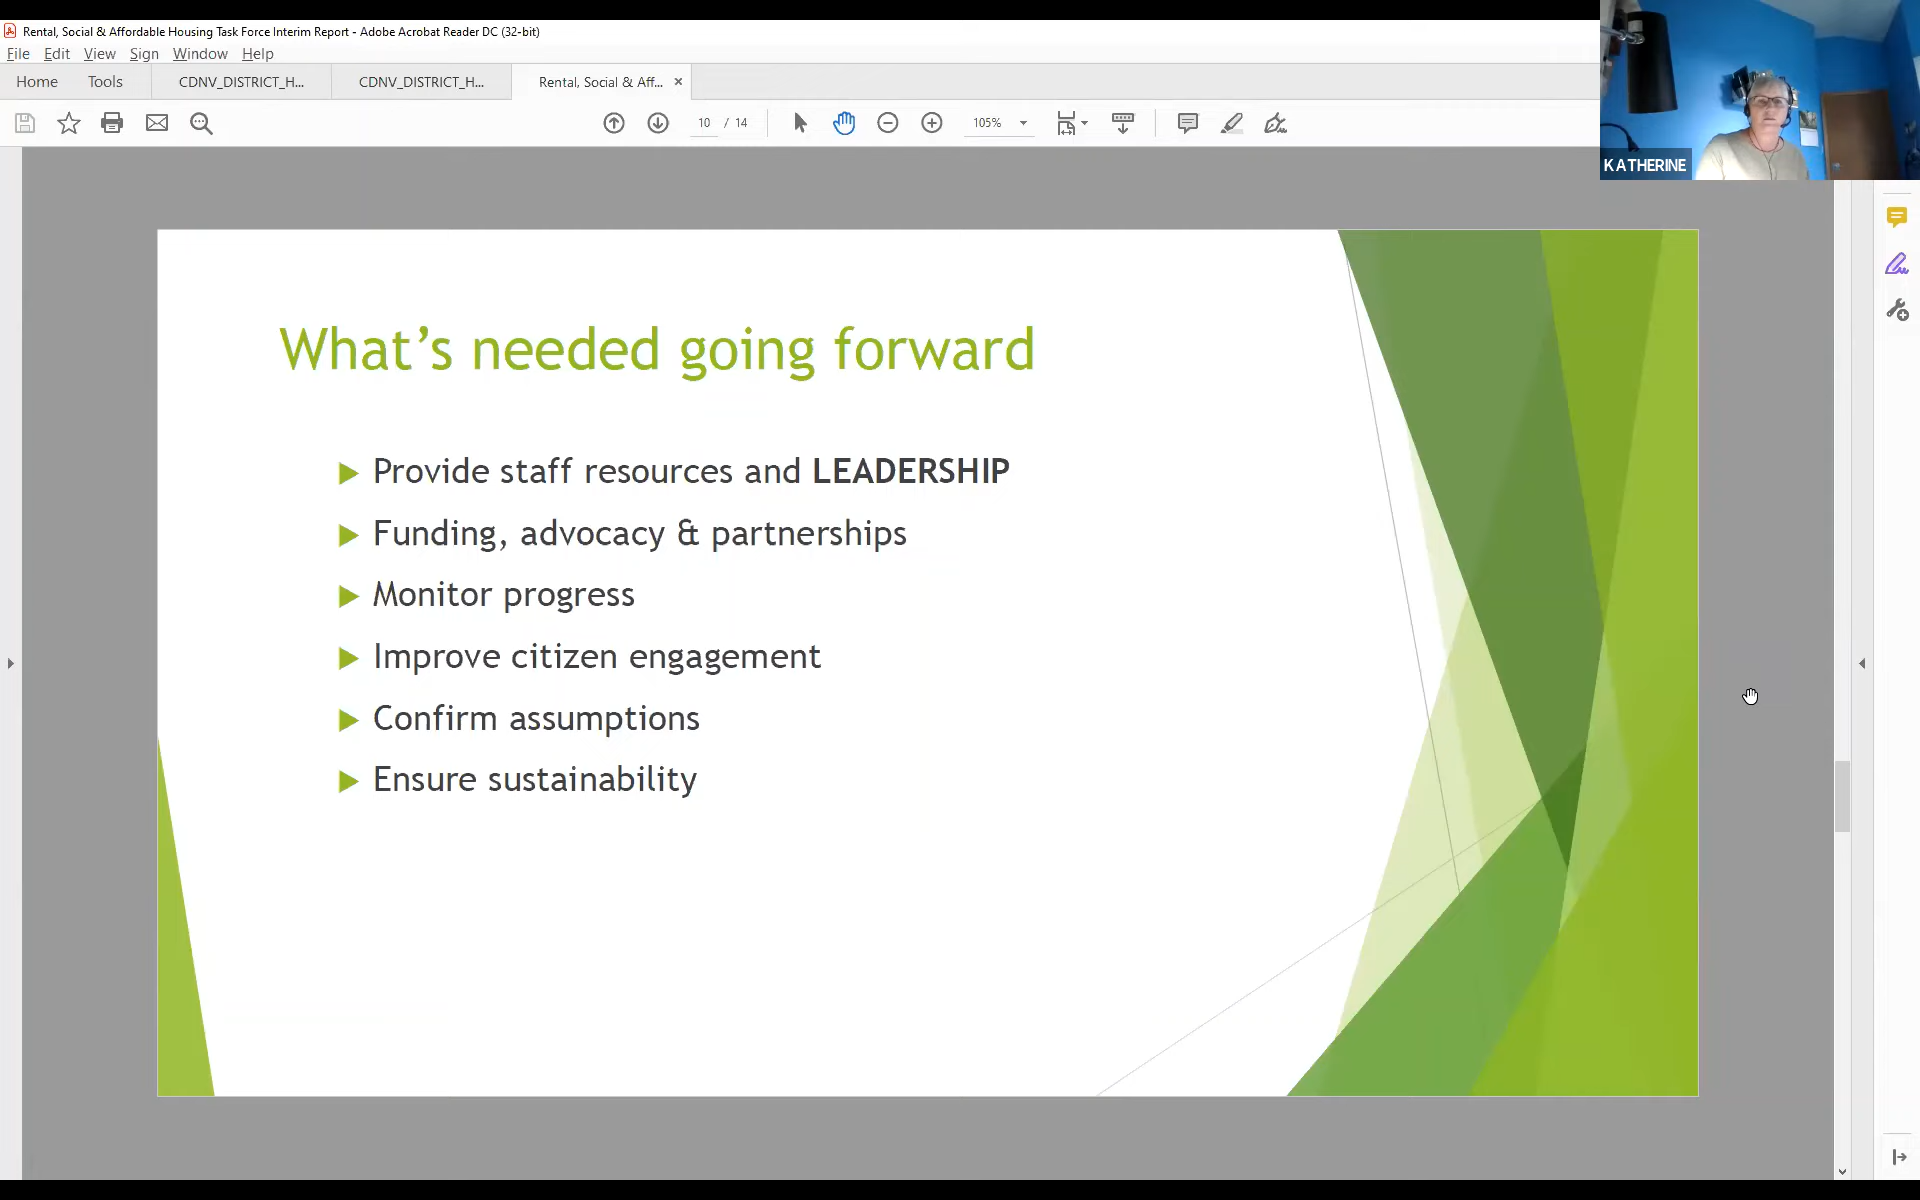 Rental, Social & Affordable Housing Task Force Interim Report - Adobe Acrobat Reader DC (32-bit)
File Edit View Sign Window Help
Home Tools CDNV_DISTRICT_H... CDNV_DISTRICT_H... Rental, Social & Aff... ×
10 / 14 105%
KATHERINE
What's needed going forward
Provide staff resources and LEADERSHIP
Funding, advocacy & partnerships
Monitor progress
Improve citizen engagement
Confirm assumptions
Ensure sustainability